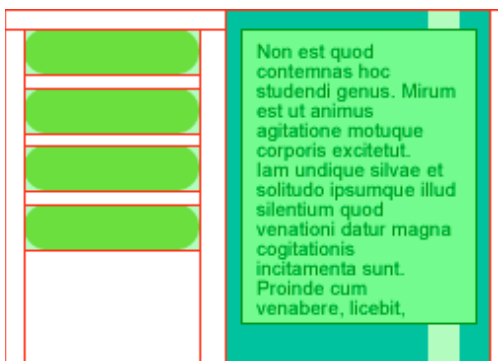 Non est quod
contemnas hoc
studendi genus. Mirum
est ut animus
agitatione motuque
corporis excitetut.
Iam undique silvae et
solitudo ipsumque illud
silentium quod
venationi datur magna
cogitationis
incitamenta sunt.
Proinde cum
venabere, licebit,